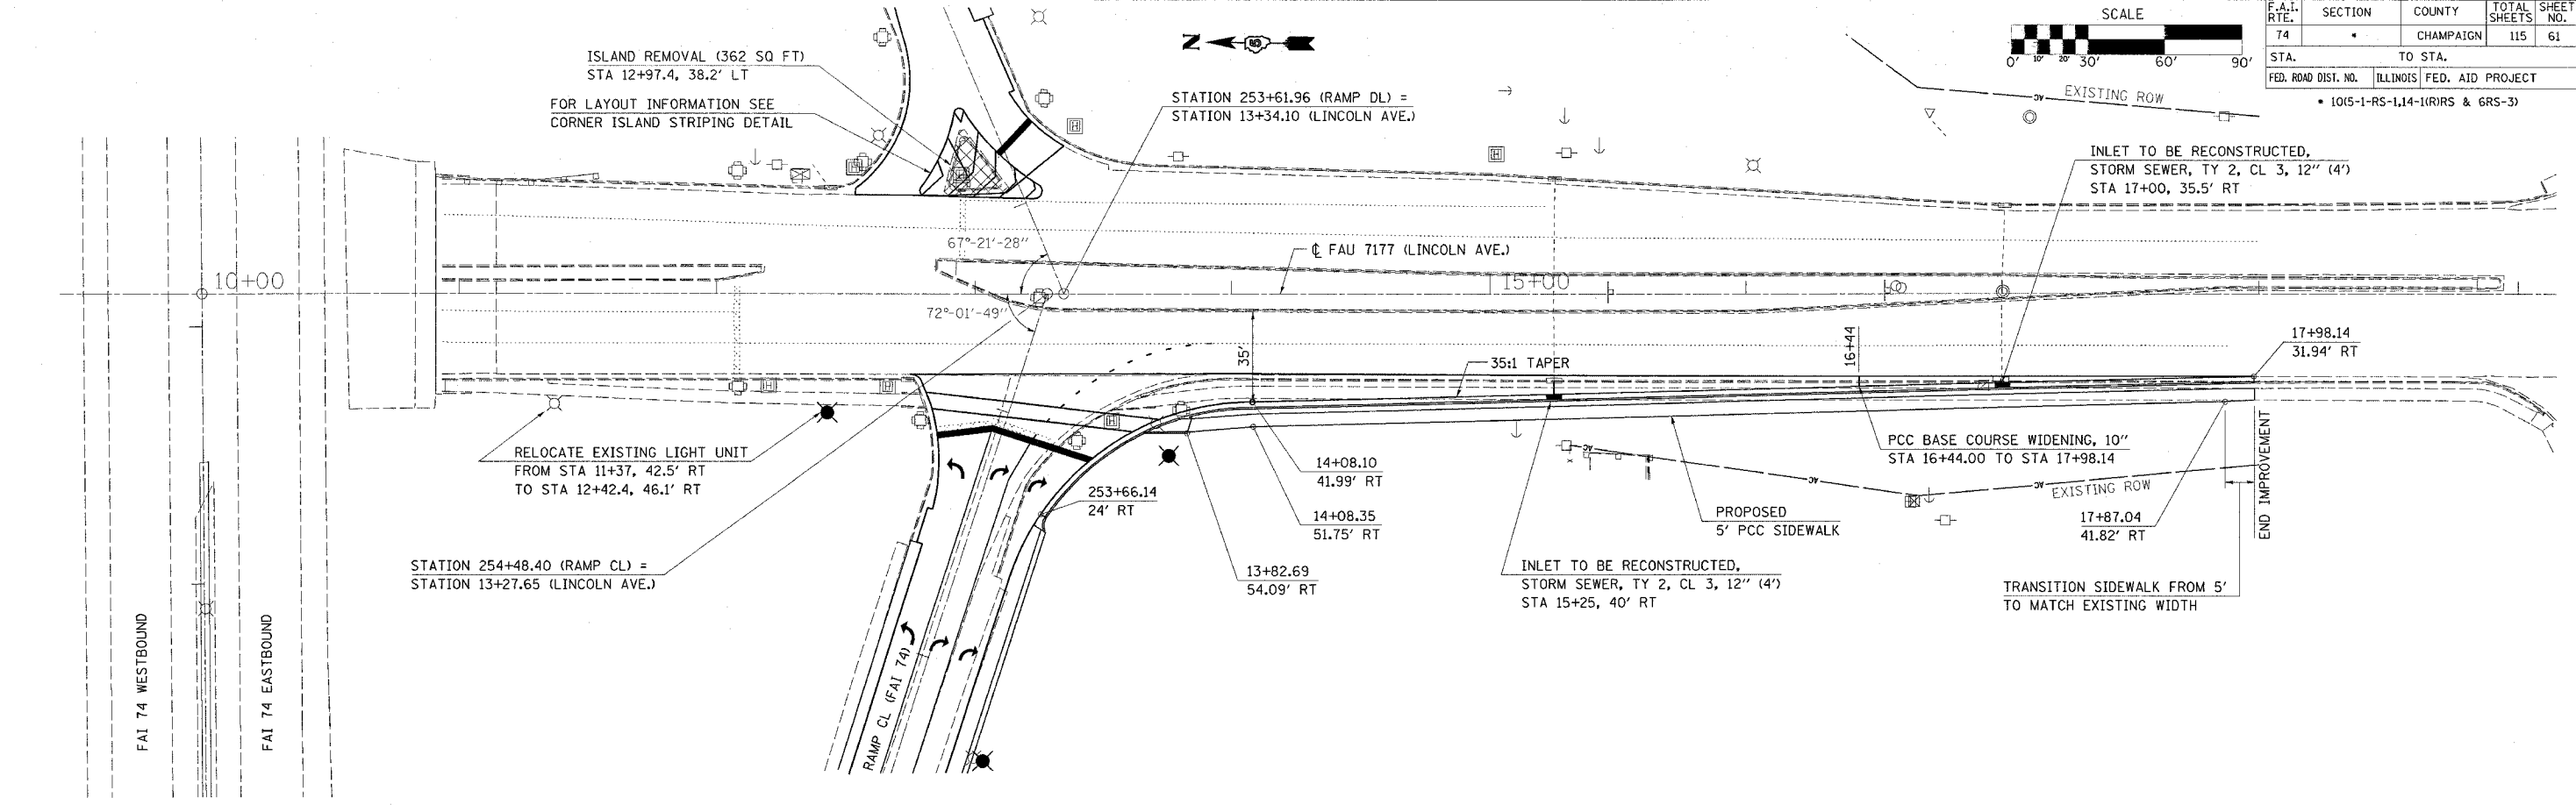 SCALE
0' 10' 20' 30' 60' 90'
F.A.I. RTE. SECTION COUNTY TOTAL SHEETS SHEET NO.
74 * CHAMPAIGN 115 61
STA. TO STA.
FED. ROAD DIST. NO. ILLINOIS FED. AID PROJECT
* 10(5-1-RS-1,14-1(R)RS & 6RS-3)
N
ISLAND REMOVAL (362 SQ FT)
STA 12+97.4, 38.2' LT
FOR LAYOUT INFORMATION SEE
CORNER ISLAND STRIPING DETAIL
STATION 253+61.96 (RAMP DL) =
STATION 13+34.10 (LINCOLN AVE.)
AC
EXISTING ROW
INLET TO BE RECONSTRUCTED,
STORM SEWER, TY 2, CL 3, 12" (4')
STA 17+00, 35.5' RT
67°-21'-28"
℄ FAU 7177 (LINCOLN AVE.)
10+00
15+00
72°-01'-49"
35'
35:1 TAPER
16+44
17+98.14
31.94' RT
RELOCATE EXISTING LIGHT UNIT
FROM STA 11+37, 42.5' RT
TO STA 12+42.4, 46.1' RT
PCC BASE COURSE WIDENING, 10"
STA 16+44.00 TO STA 17+98.14
14+08.10
41.99' RT
253+66.14
24' RT
AC
AC
AC
EXISTING ROW
END IMPROVEMENT
14+08.35
51.75' RT
PROPOSED
5' PCC SIDEWALK
17+87.04
41.82' RT
STATION 254+48.40 (RAMP CL) =
STATION 13+27.65 (LINCOLN AVE.)
13+82.69
54.09' RT
INLET TO BE RECONSTRUCTED,
STORM SEWER, TY 2, CL 3, 12" (4')
STA 15+25, 40' RT
TRANSITION SIDEWALK FROM 5'
TO MATCH EXISTING WIDTH
FAI 74 WESTBOUND
FAI 74 EASTBOUND
RAMP CL (FAI 74)